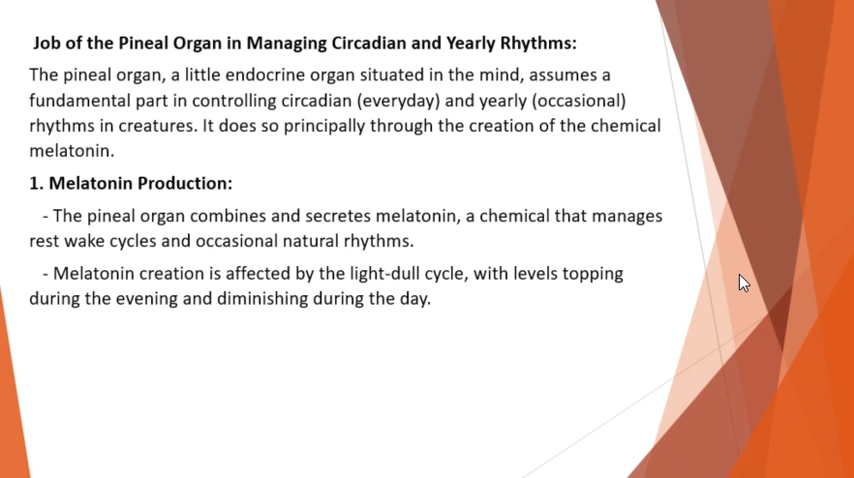 Job of the Pineal Organ in Managing Circadian and Yearly Rhythms:
The pineal organ, a little endocrine organ situated in the mind, assumes a
fundamental part in controlling circadian (everyday) and yearly (occasional)
rhythms in creatures. It does so principally through the creation of the chemical
melatonin.
1. Melatonin Production:
- The pineal organ combines and secretes melatonin, a chemical that manages
rest wake cycles and occasional natural rhythms.
- Melatonin creation is affected by the light-dull cycle, with levels topping
during the evening and diminishing during the day.